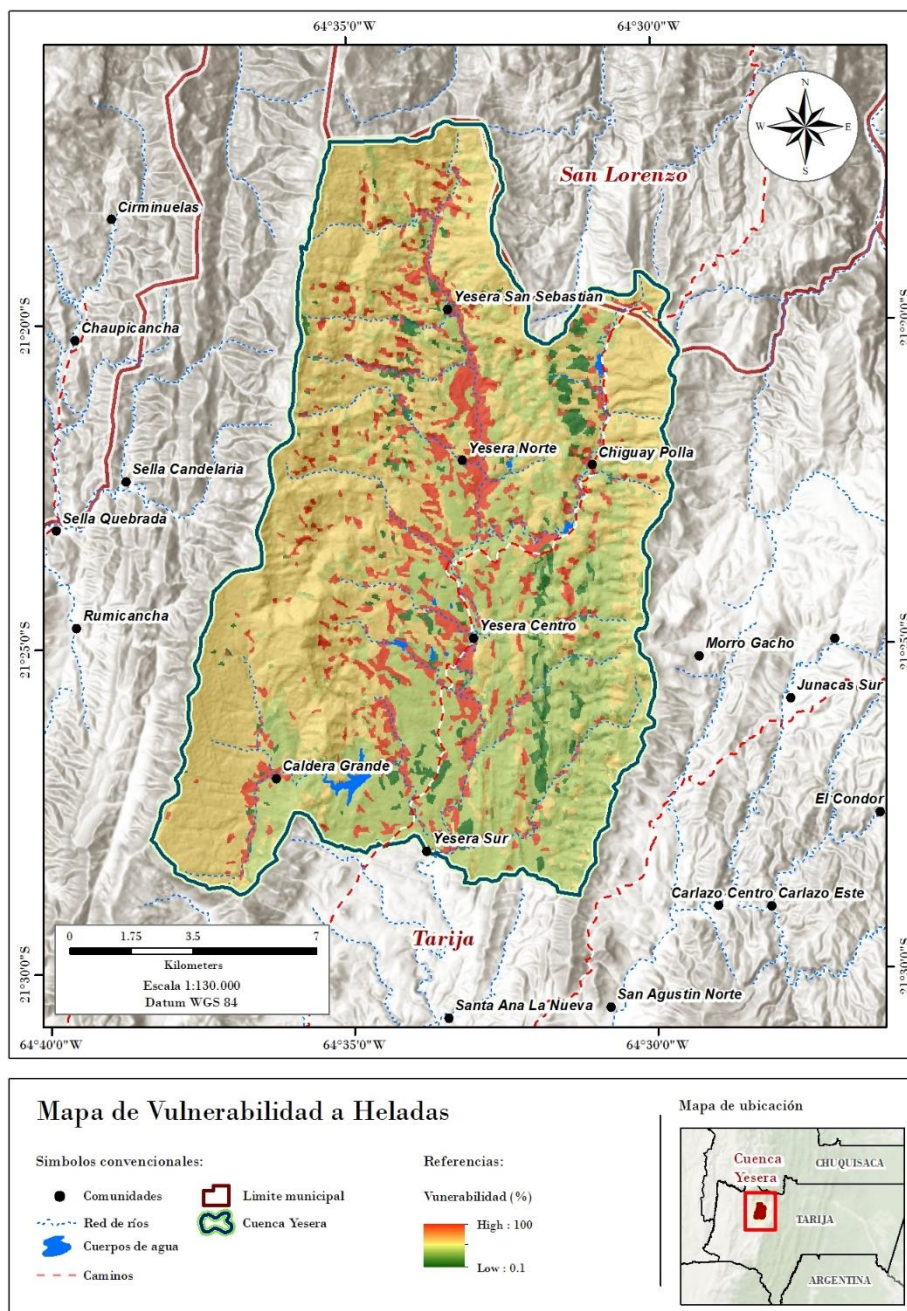 64°35'0"W
64°30'0"W
N
W
E
S
San Lorenzo
Cirminuelas
Yesera San Sebastian
21°20'0"S
21°20'0"S
Chaupicancha
Yesera Norte
Chiguay Polla
Sella Candelaria
Sella Quebrada
Rumicancha
Yesera Centro
21°25'0"S
21°25'0"S
Morro Gacho
Junacas Sur
Caldera Grande
El Condor
Yesera Sur
Carlazo Centro
Carlazo Este
Tarija
0
1.75
3.5
7
Kilometers
Escala 1:130.000
Datum WGS 84
21°30'0"S
21°30'0"S
Santa Ana La Nueva
San Agustin Norte
64°40'0"W
64°35'0"W
64°30'0"W
Mapa de Vulnerabilidad a Heladas
Simbolos convencionales:
Comunidades
Red de ríos
Cuerpos de agua
Caminos
Limite municipal
Cuenca Yesera
Referencias:
Vunerabilidad (%)
High : 100
Low : 0.1
Mapa de ubicación
Cuenca
Yesera
CHUQUISACA
TARIJA
ARGENTINA